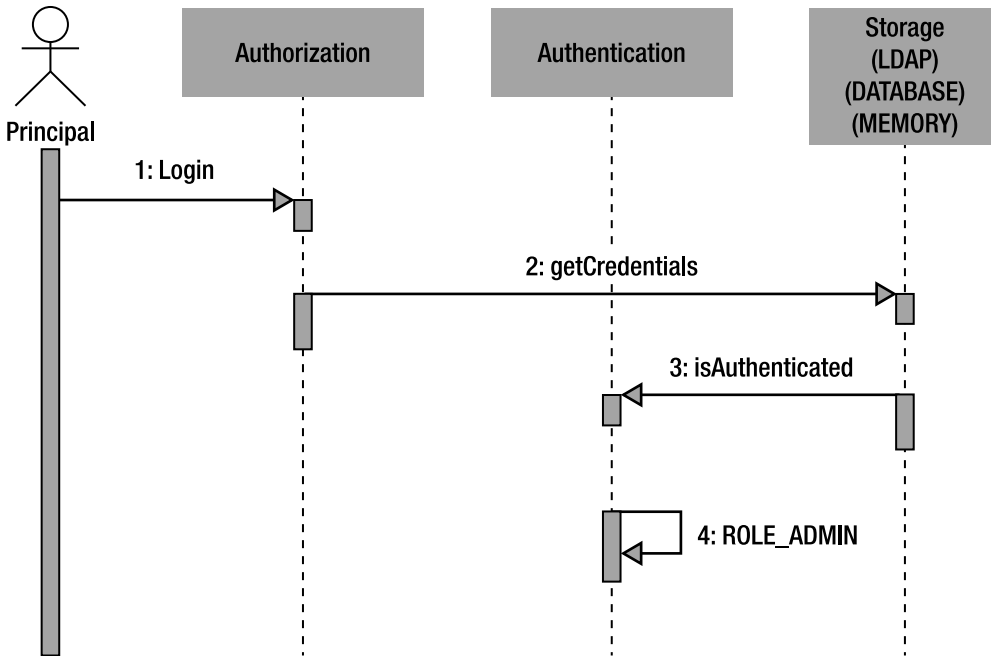 Principal
Authorization
Authentication
Storage
(LDAP)
(DATABASE)
(MEMORY)
1: Login
2: getCredentials
3: isAuthenticated
4: ROLE_ADMIN